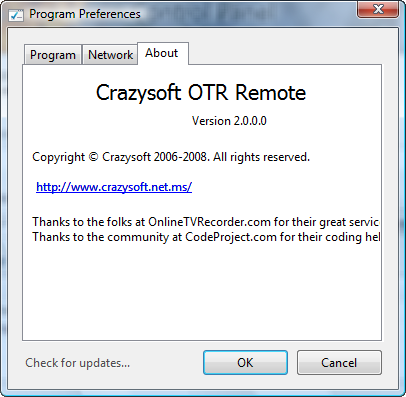 Program Preferences
Program Network About
Crazysoft OTR Remote
Version 2.0.0.0
Copyright © Crazysoft 2006-2008. All rights reserved.
http://www.crazysoft.net.ms/
Thanks to the folks at OnlineTVRecorder.com for their great servic
Thanks to the community at CodeProject.com for their coding hel
Check for updates... OK Cancel